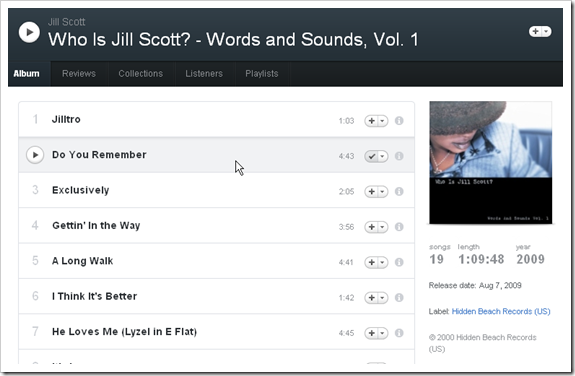 Jill Scott
Who Is Jill Scott? - Words and Sounds, Vol. 1
Album Reviews Collections Listeners Playlists
1 Jilltro 1:03
Do You Remember 4:43
3 Exclusively 2:05
4 Gettin' In the Way 3:56
5 A Long Walk 4:41
6 I Think It's Better 1:42
7 He Loves Me (Lyzel in E Flat) 4:45
Who Is Jill Scott?
Words and Sounds Vol. 1
songs length year
19 1:09:48 2009
Release date: Aug 7, 2009
Label: Hidden Beach Records (US)
© 2000 Hidden Beach Records
(US)